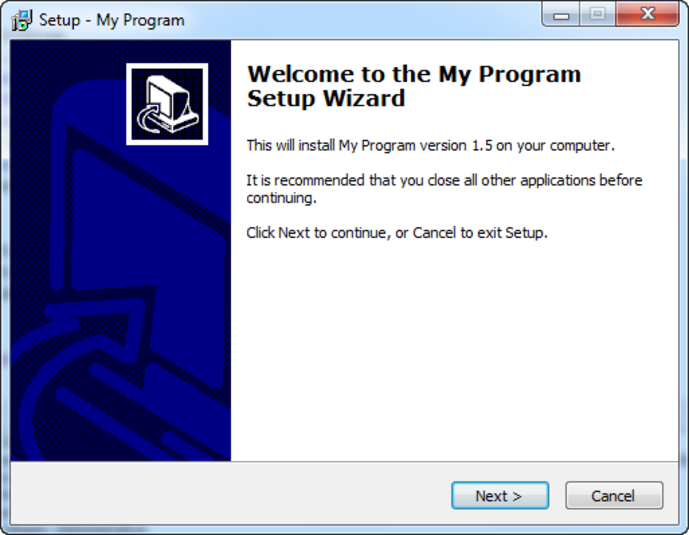 Setup - My Program
Welcome to the My Program
Setup Wizard
This will install My Program version 1.5 on your computer.
It is recommended that you close all other applications before
continuing.
Click Next to continue, or Cancel to exit Setup.
Next >
Cancel